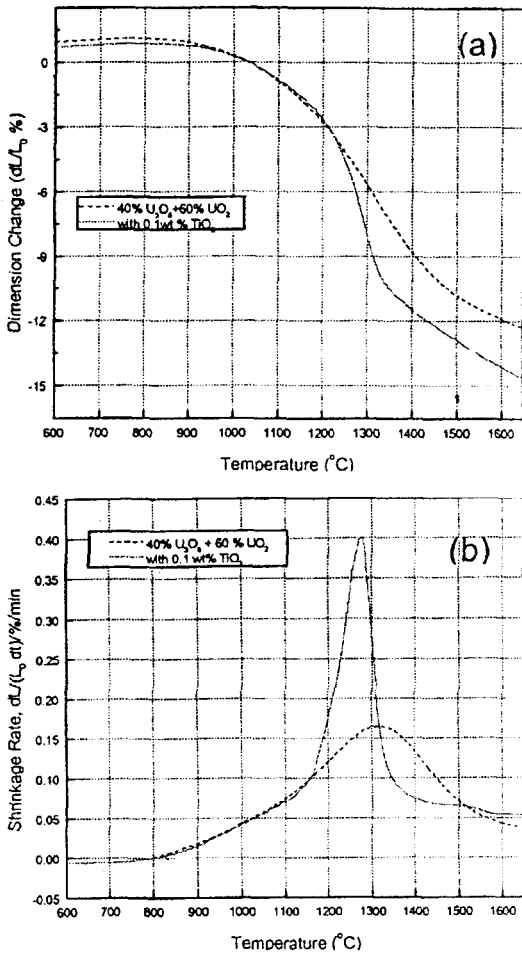 (a)
0
-3
-6
-9
-12
-15
Dimension Change (dL/L₀ %)
40% U₃O₈+60% UO₂
with 0.1wt % TiO₂
600 700 800 900 1000 1100 1200 1300 1400 1500 1600
Temperature (°C)
(b)
0.45
0.40
0.35
0.30
0.25
0.20
0.15
0.10
0.05
0.00
-0.05
Shrinkage Rate, dL/(L₀ dt)/%/min
40% U₃O₈ + 60 % UO₂
with 0.1 wt% TiO₂
600 700 800 900 1000 1100 1200 1300 1400 1500 1600
Temperature (°C)